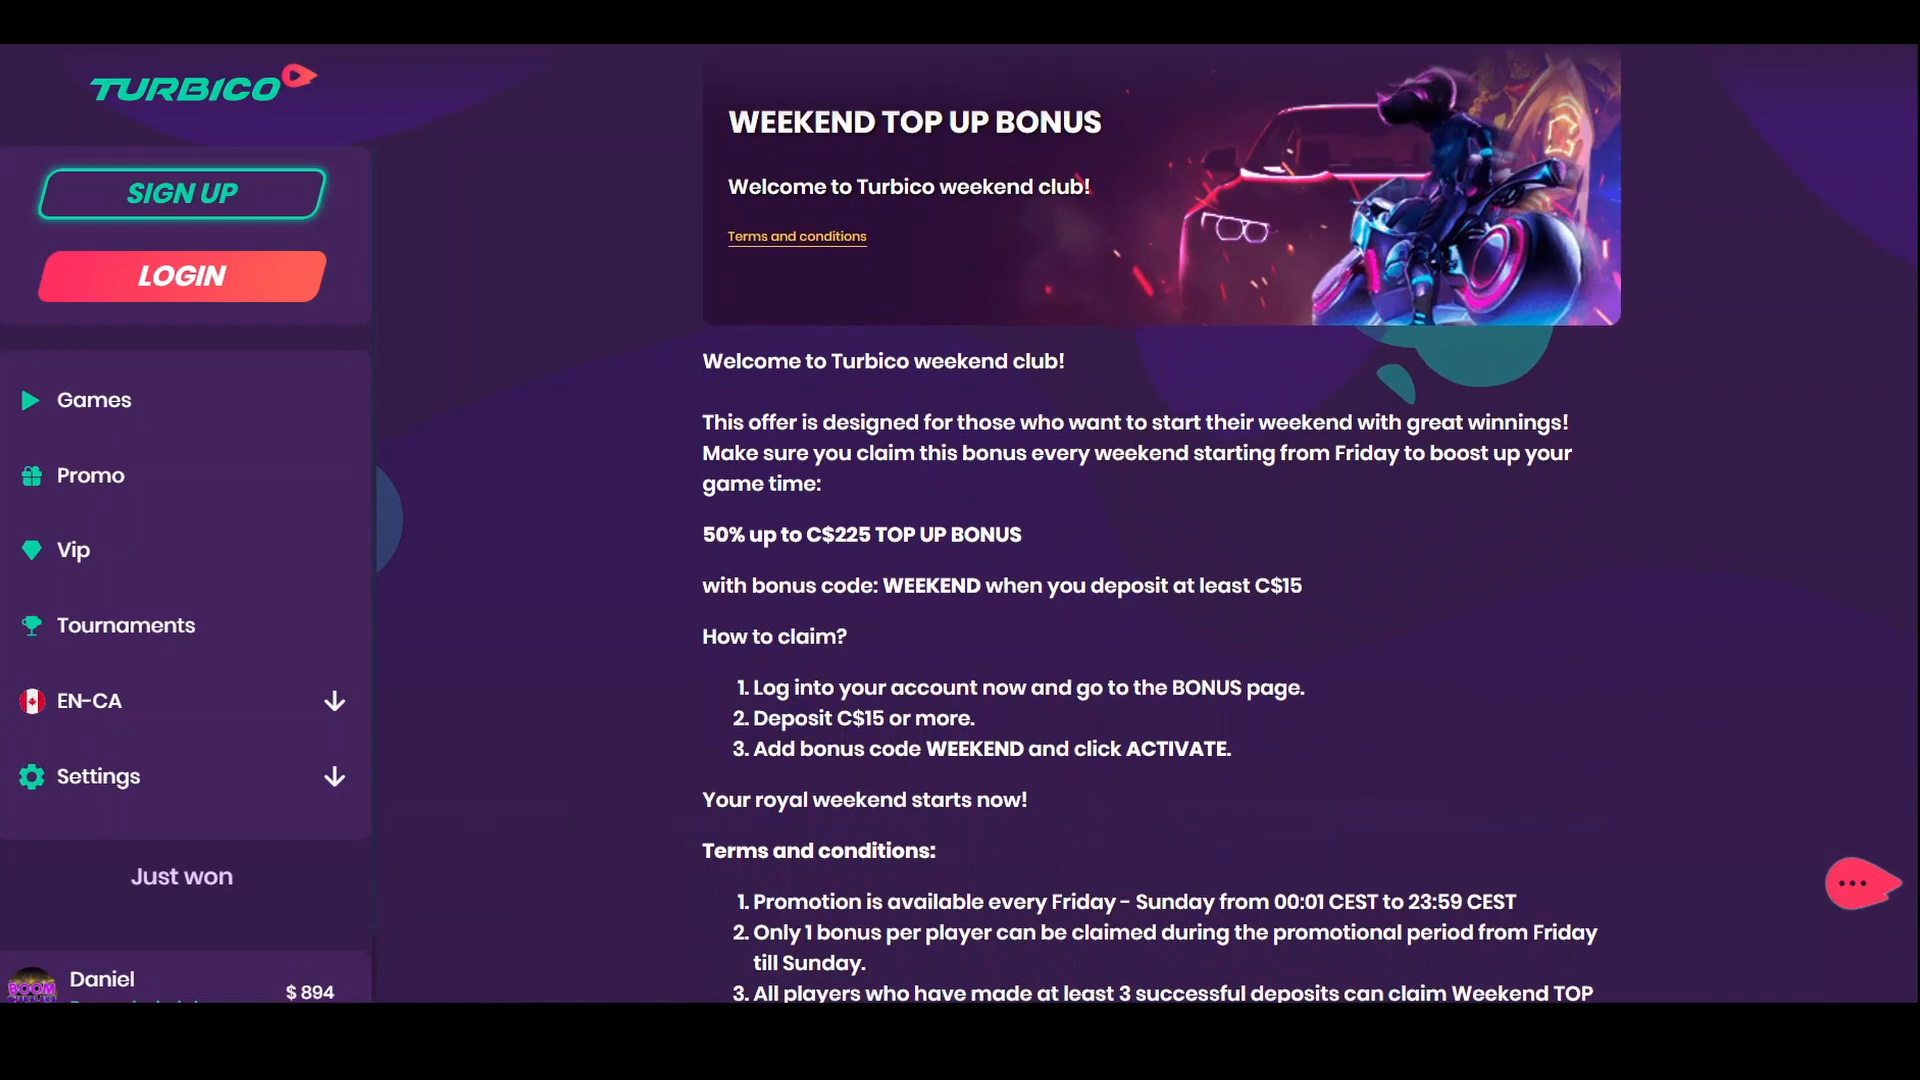 TURBICO
SIGN UP
LOGIN
Games
Promo
Vip
Tournaments
EN-CA
Settings
Just won
BOOM
Daniel
$ 894
WEEKEND TOP UP BONUS
Welcome to Turbico weekend club!
Terms and conditions
Welcome to Turbico weekend club!
This offer is designed for those who want to start their weekend with great winnings!
Make sure you claim this bonus every weekend starting from Friday to boost up your
game time:
50% up to C$225 TOP UP BONUS
with bonus code: WEEKEND when you deposit at least C$15
How to claim?
1. Log into your account now and go to the BONUS page.
2. Deposit C$15 or more.
3. Add bonus code WEEKEND and click ACTIVATE.
Your royal weekend starts now!
Terms and conditions:
1. Promotion is available every Friday - Sunday from 00:01 CEST to 23:59 CEST
2. Only 1 bonus per player can be claimed during the promotional period from Friday
till Sunday.
3. All players who have made at least 3 successful deposits can claim Weekend TOP